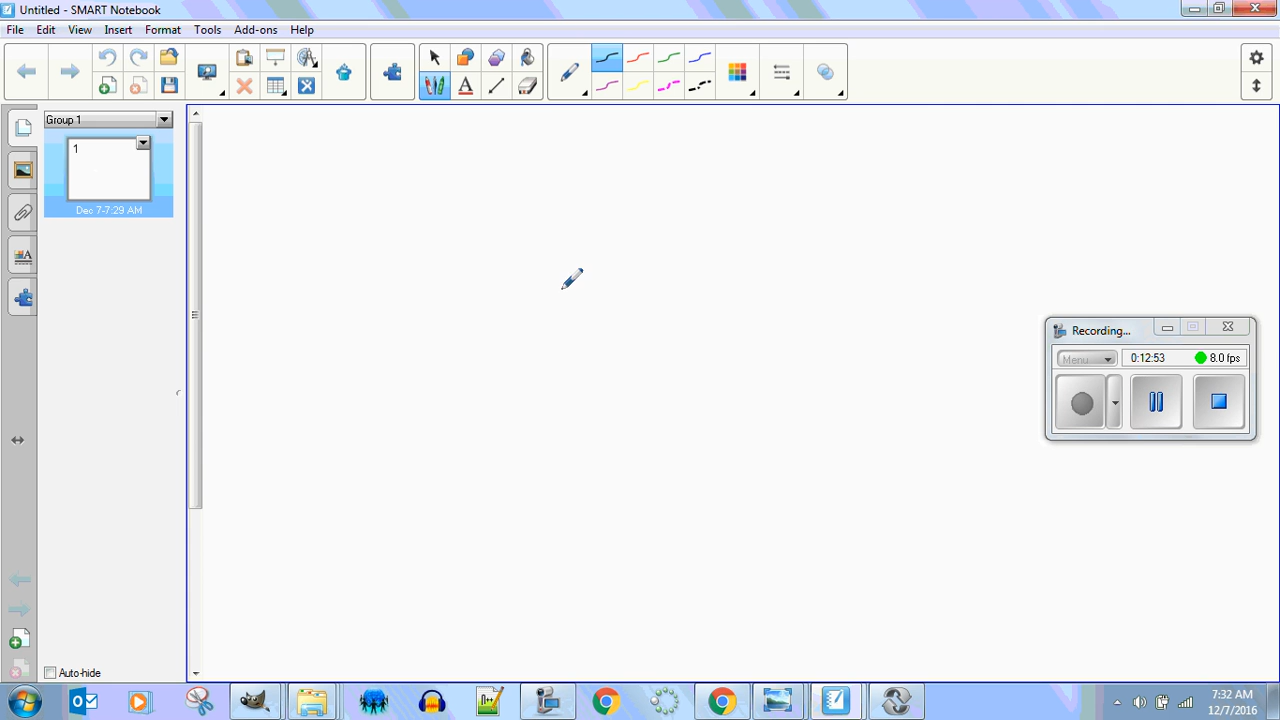 Untitled - SMART Notebook
File Edit View Insert Format Tools Add-ons Help
Group 1
1
Dec 7-7:29 AM
Recording...
Menu 0:12:53 8.0 fps
Auto-hide
7:32 AM
12/7/2016